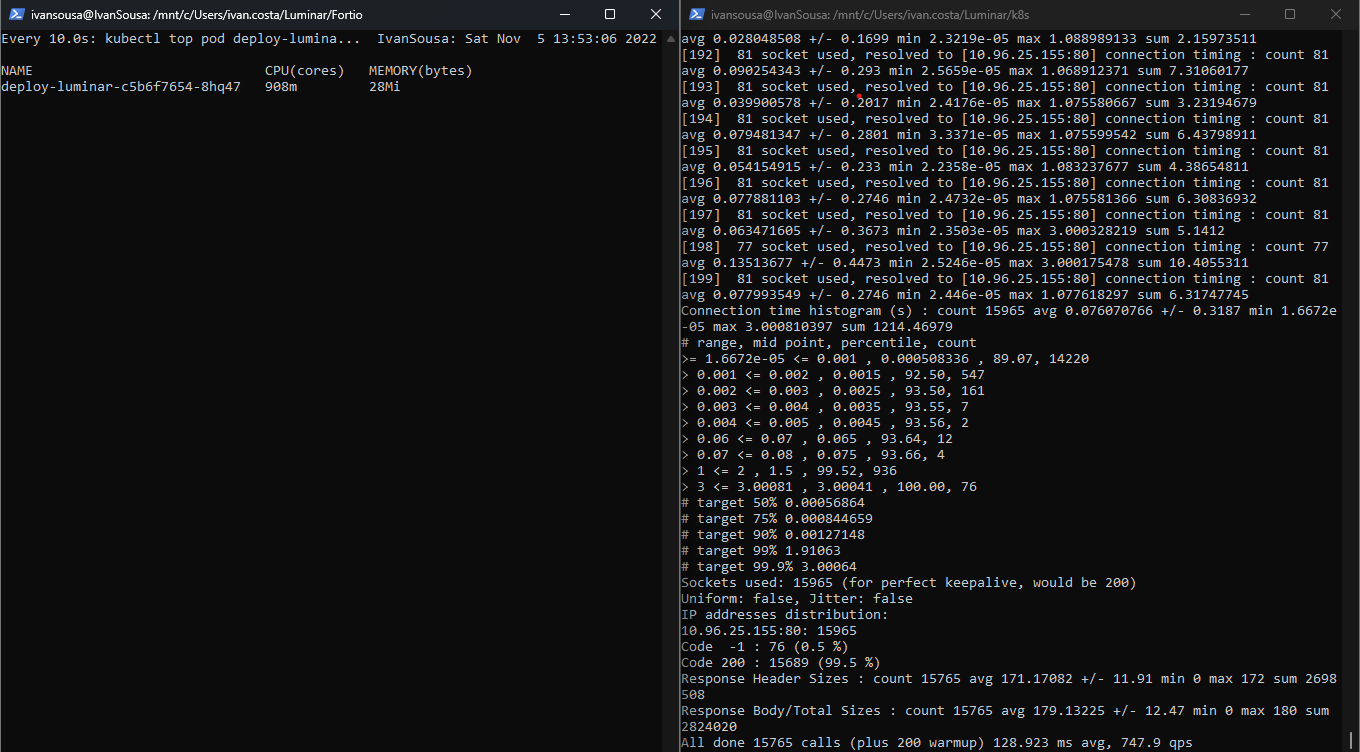 ivansousa@IvanSousa: /mnt/c/Users/ivan.costa/Luminar/Fortio
Every 10.0s: kubectl top pod deploy-lumina...  IvanSousa: Sat Nov  5 13:53:06 2022
NAME                             CPU(cores)   MEMORY(bytes)
deploy-luminar-c5b6f7654-8hq47   908m         28Mi
ivansousa@IvanSousa: /mnt/c/Users/ivan.costa/Luminar/k8s
avg 0.028048508 +/- 0.1699 min 2.3219e-05 max 1.088989133 sum 2.15973511
[192]  81 socket used, resolved to [10.96.25.155:80] connection timing : count 81
avg 0.090254343 +/- 0.293 min 2.5659e-05 max 1.068912371 sum 7.31060177
[193]  81 socket used, resolved to [10.96.25.155:80] connection timing : count 81
avg 0.039900578 +/- 0.2017 min 2.4176e-05 max 1.075580667 sum 3.23194679
[194]  81 socket used, resolved to [10.96.25.155:80] connection timing : count 81
avg 0.079481347 +/- 0.2801 min 3.3371e-05 max 1.075599542 sum 6.43798911
[195]  81 socket used, resolved to [10.96.25.155:80] connection timing : count 81
avg 0.054154915 +/- 0.233 min 2.2358e-05 max 1.083237677 sum 4.38654811
[196]  81 socket used, resolved to [10.96.25.155:80] connection timing : count 81
avg 0.077881103 +/- 0.2746 min 2.4732e-05 max 1.075581366 sum 6.30836932
[197]  81 socket used, resolved to [10.96.25.155:80] connection timing : count 81
avg 0.063471605 +/- 0.3673 min 2.3503e-05 max 3.000328219 sum 5.1412
[198]  77 socket used, resolved to [10.96.25.155:80] connection timing : count 77
avg 0.13513677 +/- 0.4473 min 2.5246e-05 max 3.000175478 sum 10.4055311
[199]  81 socket used, resolved to [10.96.25.155:80] connection timing : count 81
avg 0.077993549 +/- 0.2746 min 2.446e-05 max 1.077618297 sum 6.31747745
Connection time histogram (s) : count 15965 avg 0.076070766 +/- 0.3187 min 1.6672e
-05 max 3.000810397 sum 1214.46979
# range, mid point, percentile, count
>= 1.6672e-05 <= 0.001 , 0.000508336 , 89.07, 14220
> 0.001 <= 0.002 , 0.0015 , 92.50, 547
> 0.002 <= 0.003 , 0.0025 , 93.50, 161
> 0.003 <= 0.004 , 0.0035 , 93.55, 7
> 0.004 <= 0.005 , 0.0045 , 93.56, 2
> 0.06 <= 0.07 , 0.065 , 93.64, 12
> 0.07 <= 0.08 , 0.075 , 93.66, 4
> 1 <= 2 , 1.5 , 99.52, 936
> 3 <= 3.00081 , 3.00041 , 100.00, 76
# target 50% 0.00056864
# target 75% 0.000844659
# target 90% 0.00127148
# target 99% 1.91063
# target 99.9% 3.00064
Sockets used: 15965 (for perfect keepalive, would be 200)
Uniform: false, Jitter: false
IP addresses distribution:
10.96.25.155:80: 15965
Code  -1 : 76 (0.5 %)
Code 200 : 15689 (99.5 %)
Response Header Sizes : count 15765 avg 171.17082 +/- 11.91 min 0 max 172 sum 2698
508
Response Body/Total Sizes : count 15765 avg 179.13225 +/- 12.47 min 0 max 180 sum
2824020
All done 15765 calls (plus 200 warmup) 128.923 ms avg, 747.9 qps